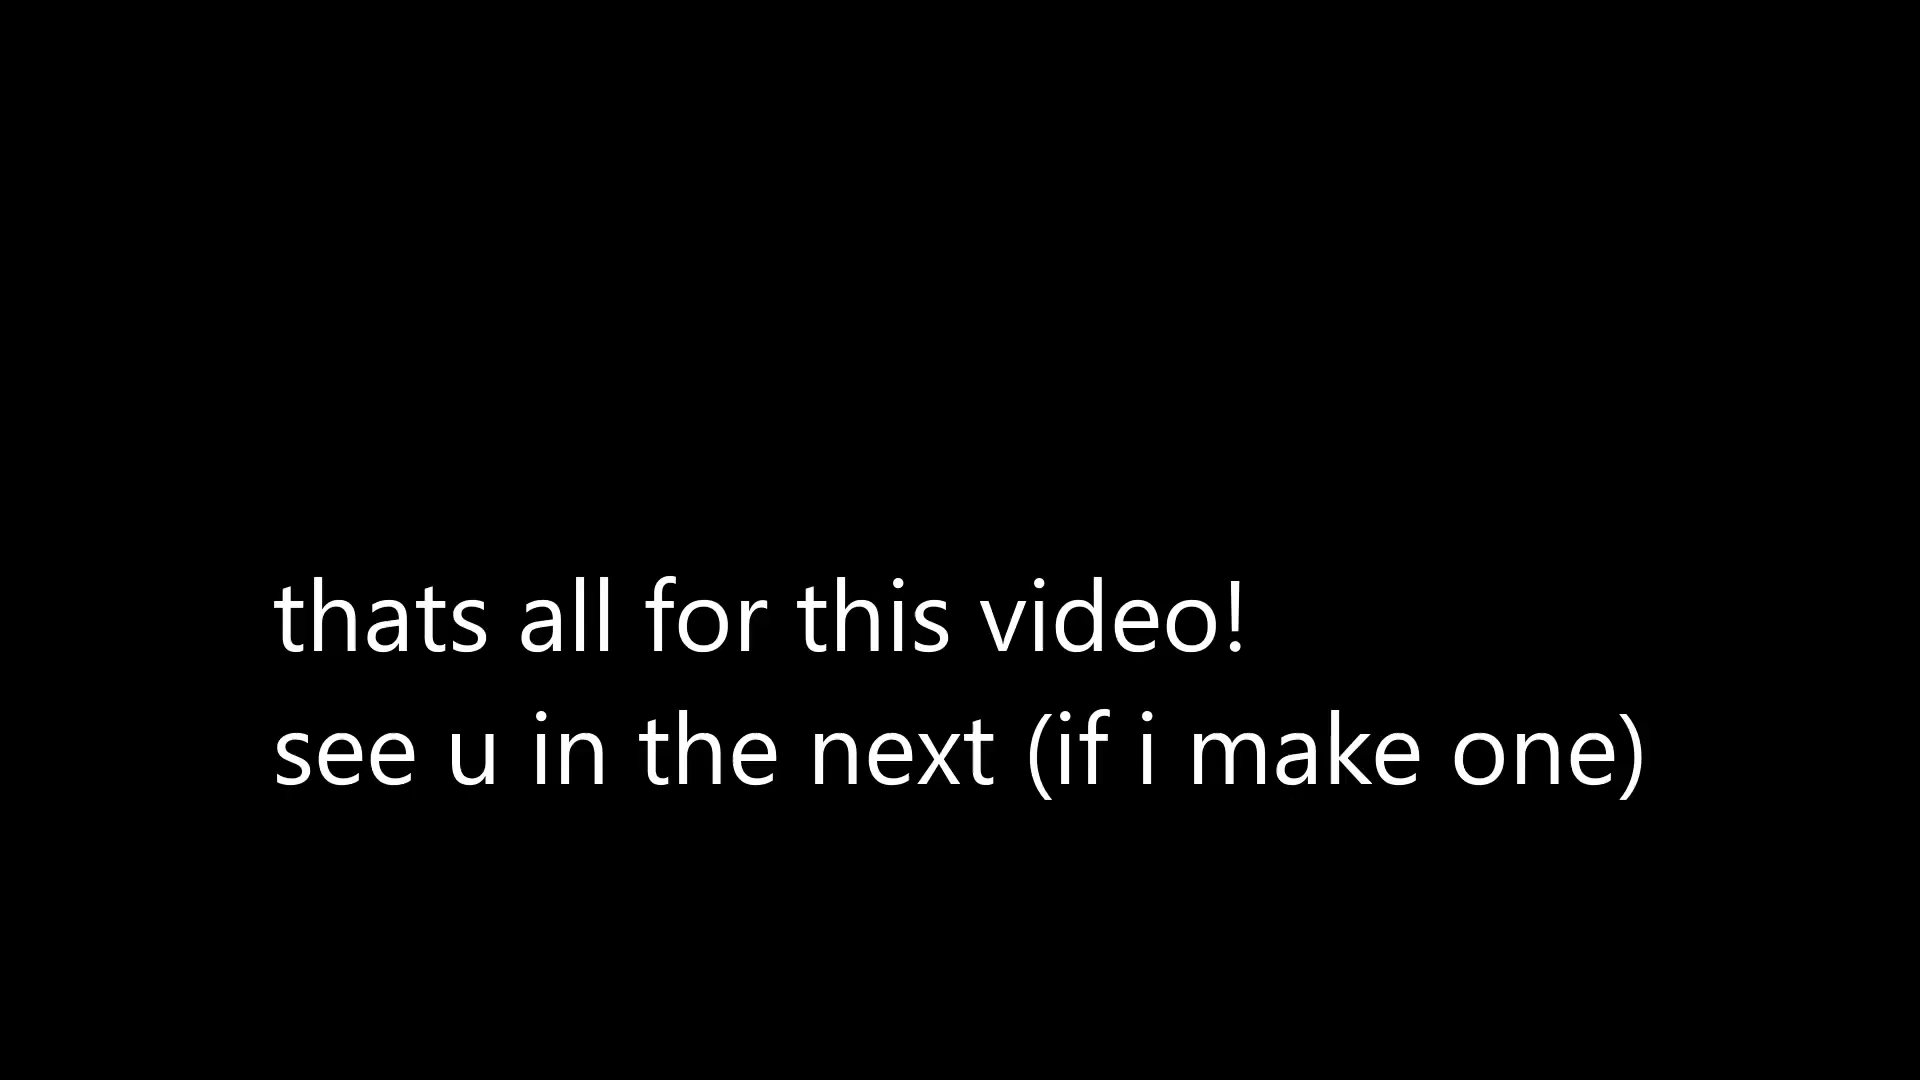 thats all for this video!
see u in the next (if i make one)